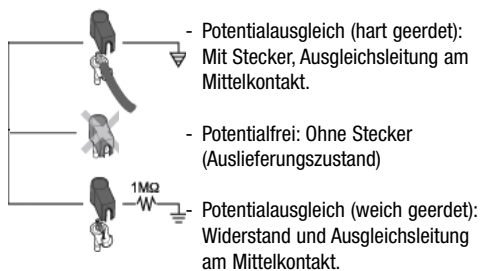 - Potentialausgleich (hart geerdet):
Mit Stecker, Ausgleichsleitung am
Mittelkontakt.
- Potentialfrei: Ohne Stecker
(Auslieferungszustand)
1MΩ
- Potentialausgleich (weich geerdet):
Widerstand und Ausgleichsleitung
am Mittelkontakt.